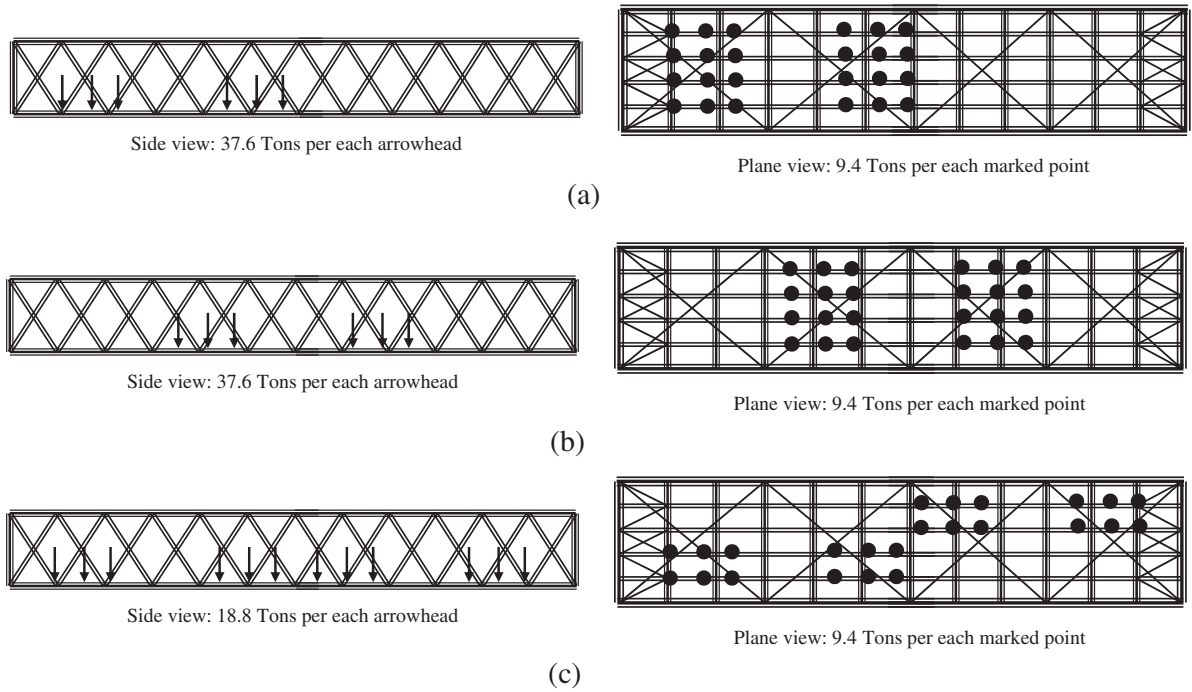 Side view: 37.6 Tons per each arrowhead
Plane view: 9.4 Tons per each marked point
(a)
Side view: 37.6 Tons per each arrowhead
Plane view: 9.4 Tons per each marked point
(b)
Side view: 18.8 Tons per each arrowhead
Plane view: 9.4 Tons per each marked point
(c)